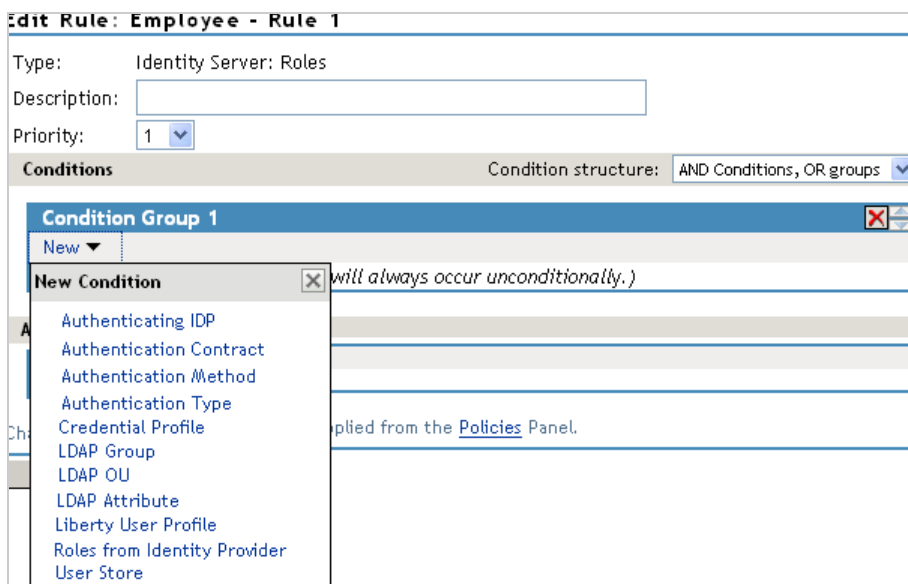 Edit Rule: Employee - Rule 1
Type: Identity Server: Roles
Description:
Priority: 1
Conditions Condition structure: AND Conditions, OR groups
Condition Group 1
New
New Condition
will always occur unconditionally.)
Authenticating IDP
Authentication Contract
Authentication Method
Authentication Type
Credential Profile
plied from the Policies Panel.
LDAP Group
LDAP OU
LDAP Attribute
Liberty User Profile
Roles from Identity Provider
User Store